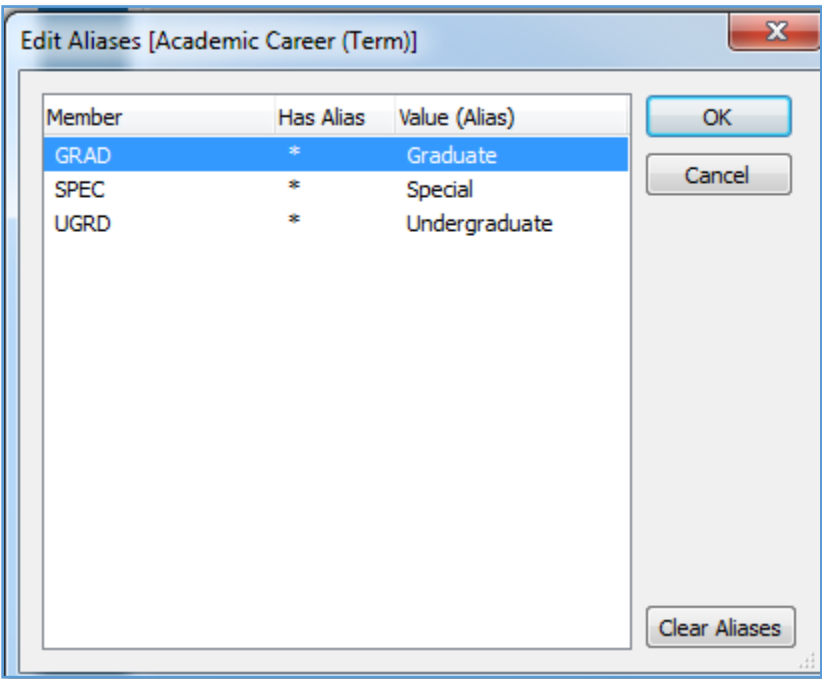 Edit Aliases [Academic Career (Term)]
Member Has Alias Value (Alias)
GRAD * Graduate
SPEC * Special
UGRD * Undergraduate
OK
Cancel
Clear Aliases